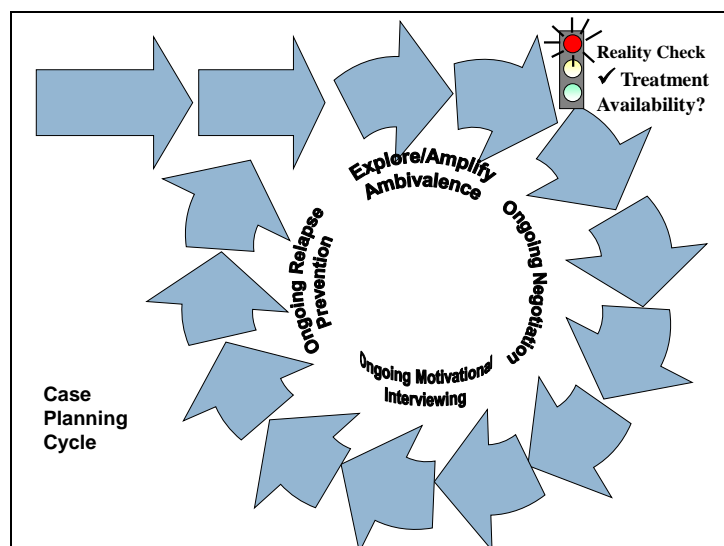 Reality Check
✓ Treatment
Availability?
Explore/Amplify
Ambivalence
Ongoing Negotiation
Ongoing Relapse
Prevention
Ongoing Motivational
Interviewing
Case
Planning
Cycle